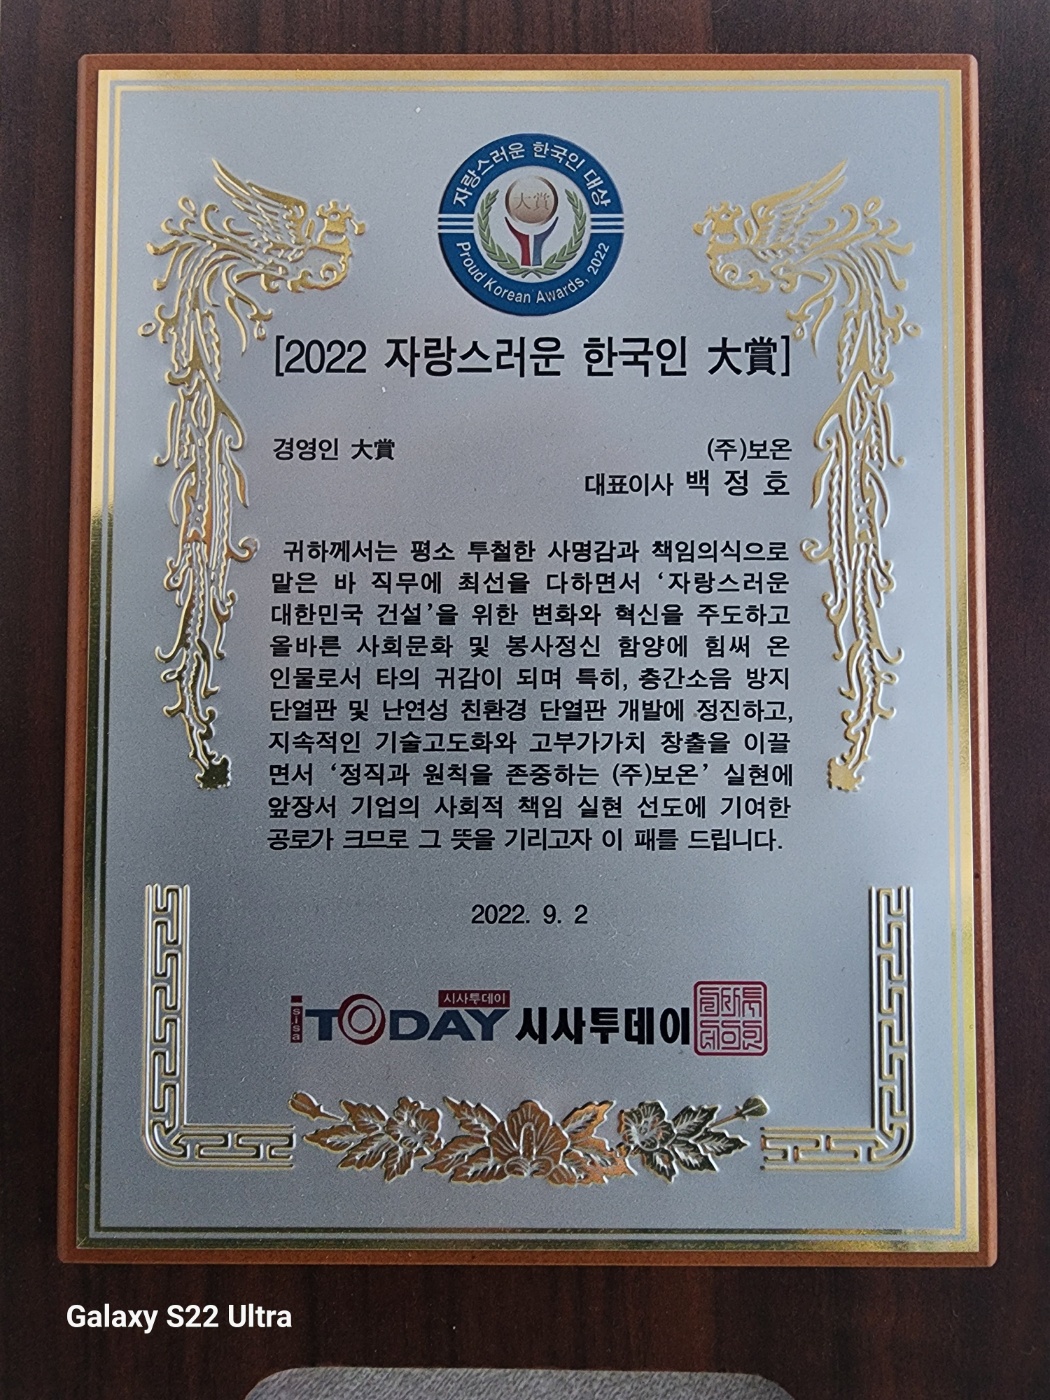 자랑스러운 한국인 대상
大賞
Proud Korean Awards, 2022
[2022 자랑스러운 한국인 大賞]
경영인 大賞
(주)보온
대표이사 백 정 호
귀하께서는 평소 투철한 사명감과 책임의식으로
맡은 바 직무에 최선을 다하면서 ‘자랑스러운
대한민국 건설’을 위한 변화와 혁신을 주도하고
올바른 사회문화 및 봉사정신 함양에 힘써 온
인물로서 타의 귀감이 되며 특히, 층간소음 방지
단열판 및 난연성 친환경 단열판 개발에 정진하고,
지속적인 기술고도화와 고부가가치 창출을 이끌
면서 ‘정직과 원칙을 존중하는 (주)보온’ 실현에
앞장서 기업의 사회적 책임 실현 선도에 기여한
공로가 크므로 그 뜻을 기리고자 이 패를 드립니다.
2022. 9. 2
시사투데이
sisa
TODAY 시사투데이
Galaxy S22 Ultra